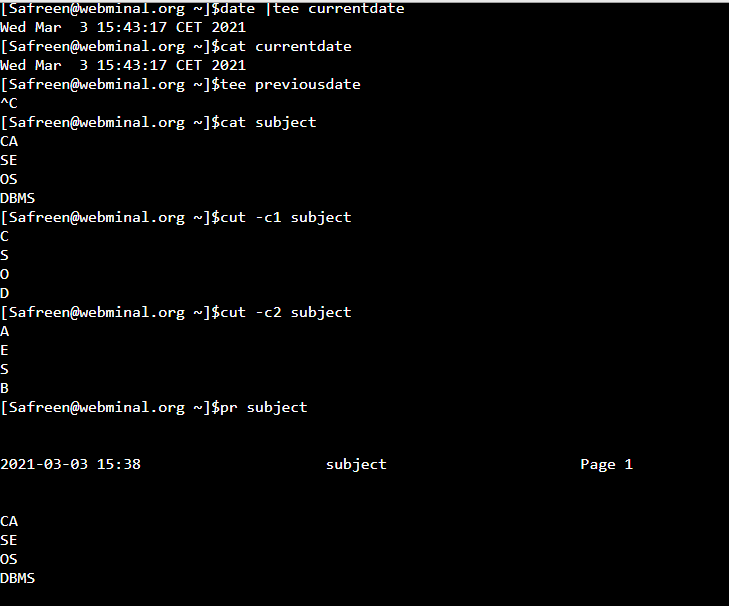 [Safreen@webminal.org ~]$date |tee currentdate
Wed Mar  3 15:43:17 CET 2021
[Safreen@webminal.org ~]$cat currentdate
Wed Mar  3 15:43:17 CET 2021
[Safreen@webminal.org ~]$tee previousdate
^C
[Safreen@webminal.org ~]$cat subject
CA
SE
OS
DBMS
[Safreen@webminal.org ~]$cut -c1 subject
C
S
O
D
[Safreen@webminal.org ~]$cut -c2 subject
A
E
S
B
[Safreen@webminal.org ~]$pr subject
2021-03-03 15:38                     subject                      Page 1
CA
SE
OS
DBMS